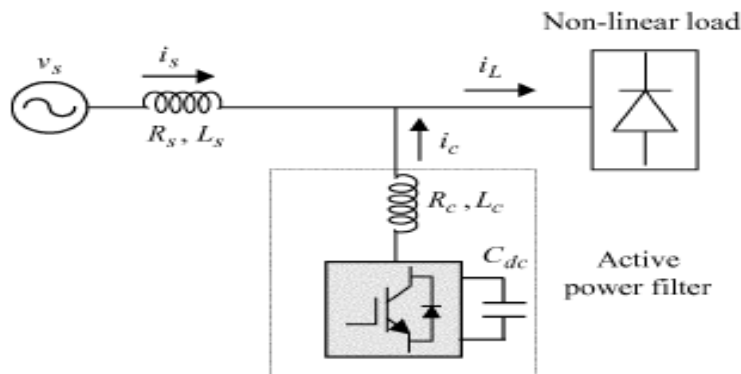 Non-linear load
v_s
i_s
i_L
R_s , L_s
i_c
R_c , L_c
C_dc
Active
power filter